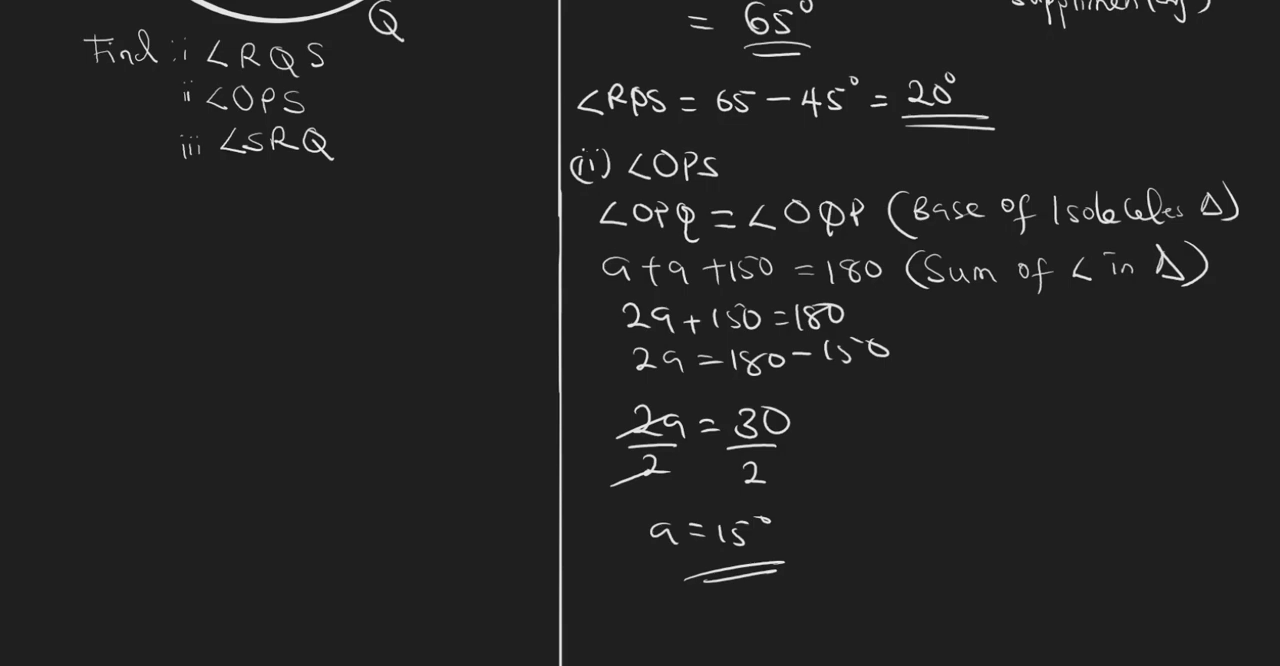 Q
Find : i ∠RQS
ii ∠OPS
iii ∠SRQ
= 65°
∠RPS = 65 - 45° = 20°
(ii) ∠OPS
∠OPQ = ∠OQP (Base of Isoleceles Δ)
a + a + 150 = 180 (Sum of ∠ in Δ)
2a + 150 = 180
2a = 180 - 150
2a/2 = 30/2
a = 15°